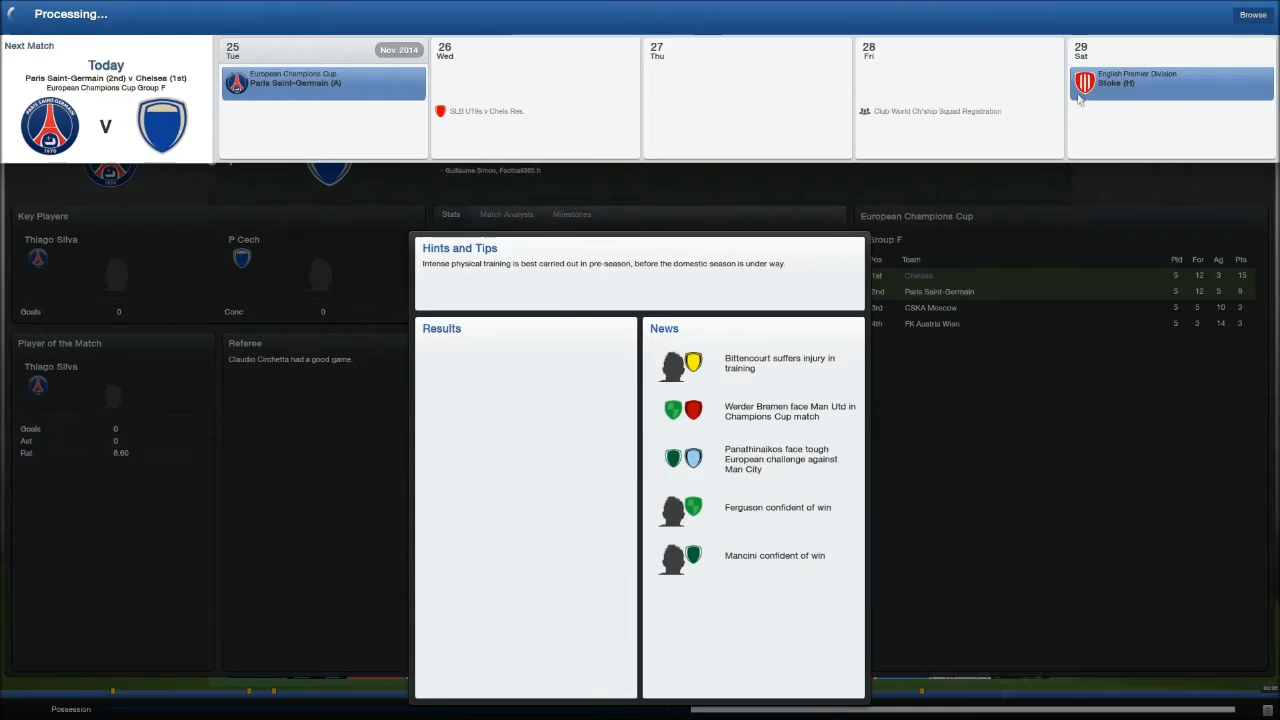 Processing...
Browse
Next Match
Today
Paris Saint-Germain (2nd) v Chelsea (1st)
European Champions Cup Group F
PARIS SAINT-GERMAIN
1970
V
25
Tue
Nov 2014
European Champions Cup
Paris Saint-Germain (A)
26
Wed
SLB U19s v Chels Res.
27
Thu
28
Fri
Club World Ch'ship Squad Registration
29
Sat
English Premier Division
Stoke (H)
- Guillaume Simon, Football365.fr
Key Players
Thiago Silva
Goals
0
P Cech
Conc
0
Stats
Match Analysis
Milestones
European Champions Cup
Group F
Pos
Team
Pld
For
Ag
Pts
1st
Chelsea
5
12
3
15
2nd
Paris Saint-Germain
5
12
5
9
3rd
CSKA Moscow
5
5
10
3
4th
FK Austria Wien
5
3
14
3
Player of the Match
Thiago Silva
Goals
0
Ast
0
Rat
8.60
Referee
Claudio Circhetta had a good game.
Hints and Tips
Intense physical training is best carried out in pre-season, before the domestic season is under way.
Results
News
Bittencourt suffers injury in
training
Werder Bremen face Man Utd in
Champions Cup match
Panathinaikos face tough
European challenge against
Man City
Ferguson confident of win
Mancini confident of win
Possession